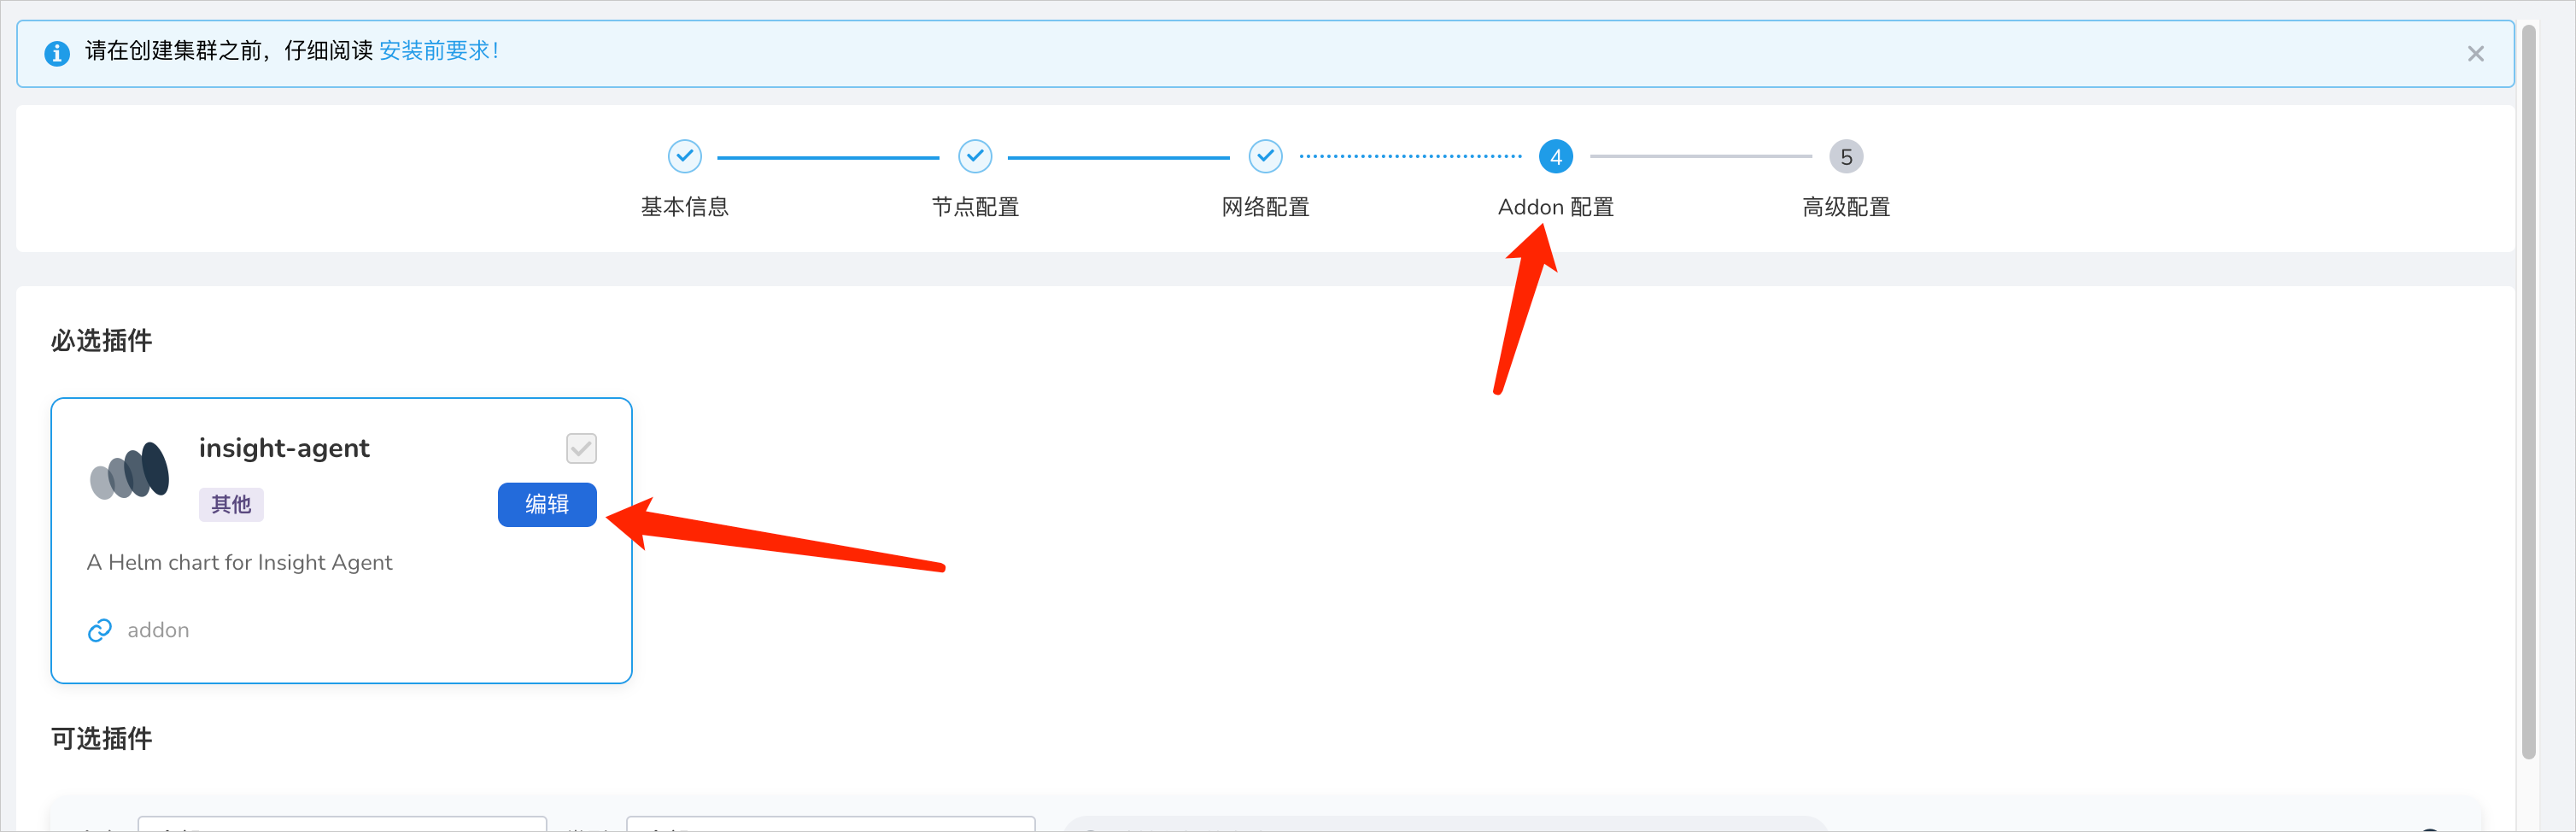 请在创建集群之前，仔细阅读 安装前要求！
4
5
基本信息
节点配置
网络配置
Addon 配置
高级配置
必选插件
insight-agent
其他
编辑
A Helm chart for Insight Agent
addon
可选插件